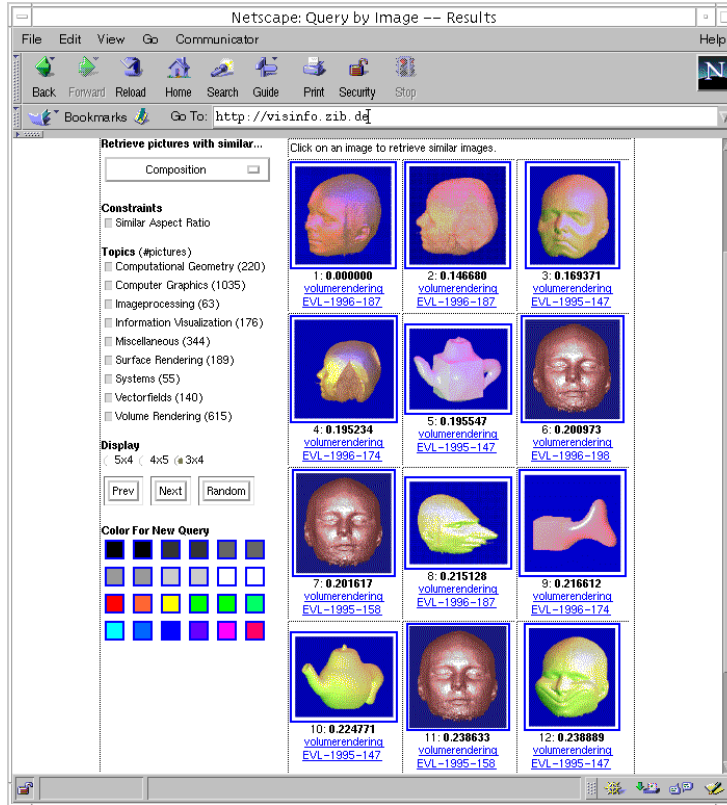 Netscape: Query by Image -- Results
File Edit View Go Communicator Help
Back Forward Reload Home Search Guide Print Security Stop
N
Bookmarks Go To: http://visinfo.zib.de
Retrieve pictures with similar...
Composition
Constraints
Similar Aspect Ratio
Topics (#pictures)
Computational Geometry (220)
Computer Graphics (1035)
Imageprocessing (63)
Information Visualization (176)
Miscellaneous (344)
Surface Rendering (189)
Systems (55)
Vectorfields (140)
Volume Rendering (615)
Display
5x4 4x5 3x4
Prev Next Random
Color For New Query
Click on an image to retrieve similar images.
1: 0.000000
volumerendering
EVL-1996-187
2: 0.146680
volumerendering
EVL-1996-187
3: 0.169371
volumerendering
EVL-1995-147
4: 0.195234
volumerendering
EVL-1996-174
5: 0.195547
volumerendering
EVL-1995-147
6: 0.200973
volumerendering
EVL-1996-198
7: 0.201617
volumerendering
EVL-1995-158
8: 0.215128
volumerendering
EVL-1996-187
9: 0.216612
volumerendering
EVL-1996-174
10: 0.224771
volumerendering
EVL-1995-147
11: 0.238633
volumerendering
EVL-1995-158
12: 0.238889
volumerendering
EVL-1995-147